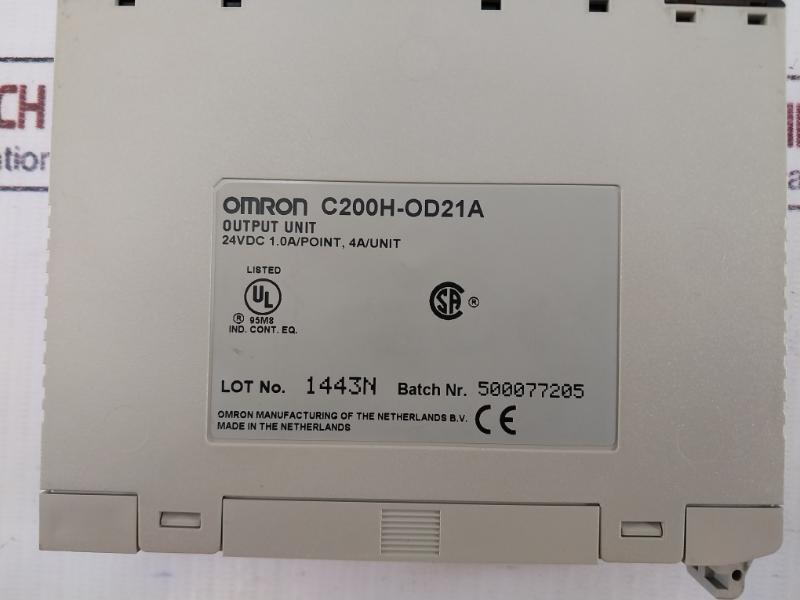 OMRON C200H-OD21A
OUTPUT UNIT
24VDC 1.0A/POINT, 4A/UNIT
LISTED
UL
® 95M8
IND. CONT. EQ.
SA ®
LOT No. 1443N Batch Nr. 500077205
OMRON MANUFACTURING OF THE NETHERLANDS B.V.
MADE IN THE NETHERLANDS
CE